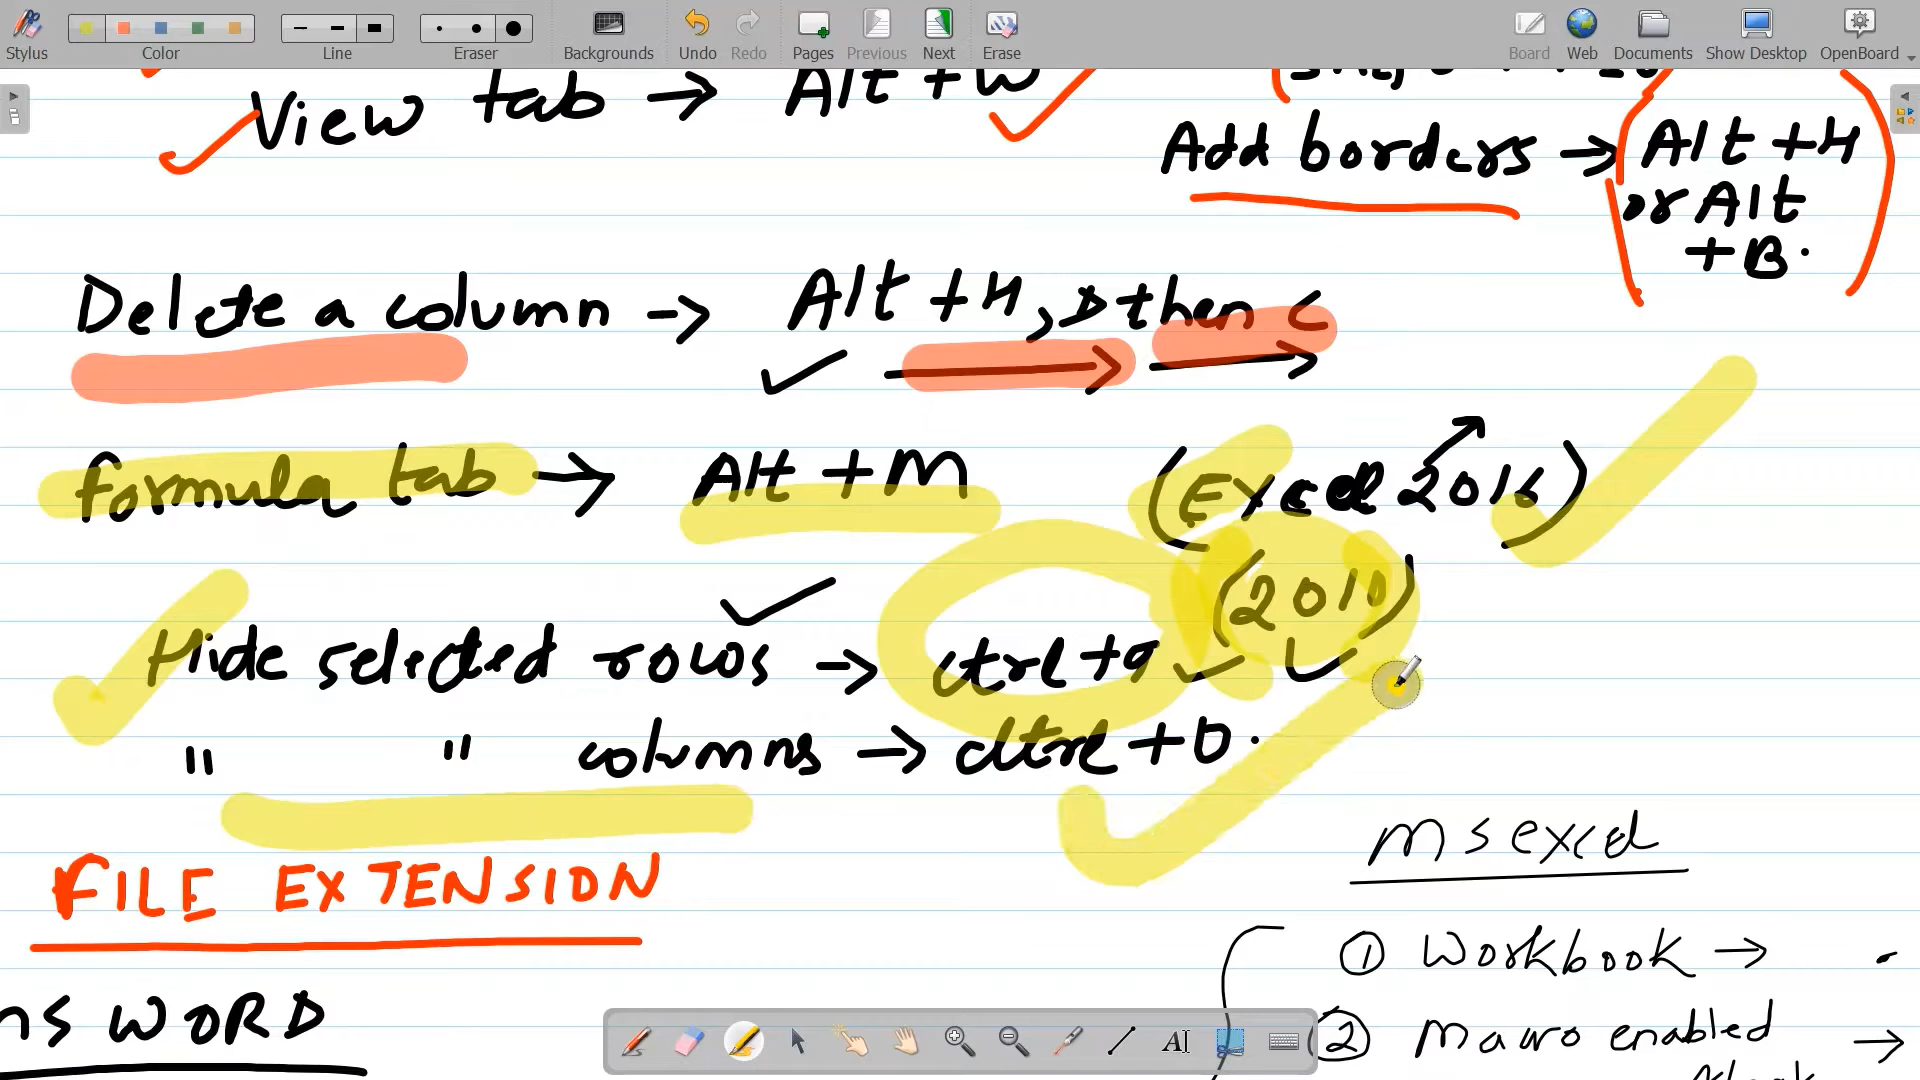 Stylus Color Line Eraser Backgrounds Undo Redo Pages Previous Next Erase Board Web Documents Show Desktop OpenBoard
View tab → Alt + W
Add borders → (Alt + H
or Alt
+ B.
Delete a column → Alt + H, D then C
formula tab → Alt + M (Excel 2016)
(2010)
Hide selected rows → ctrl + 9
" " columns → ctrl + 0.
FILE EXTENSION
ms excel
① Workbook →
MS WORD
② Macro enabled →